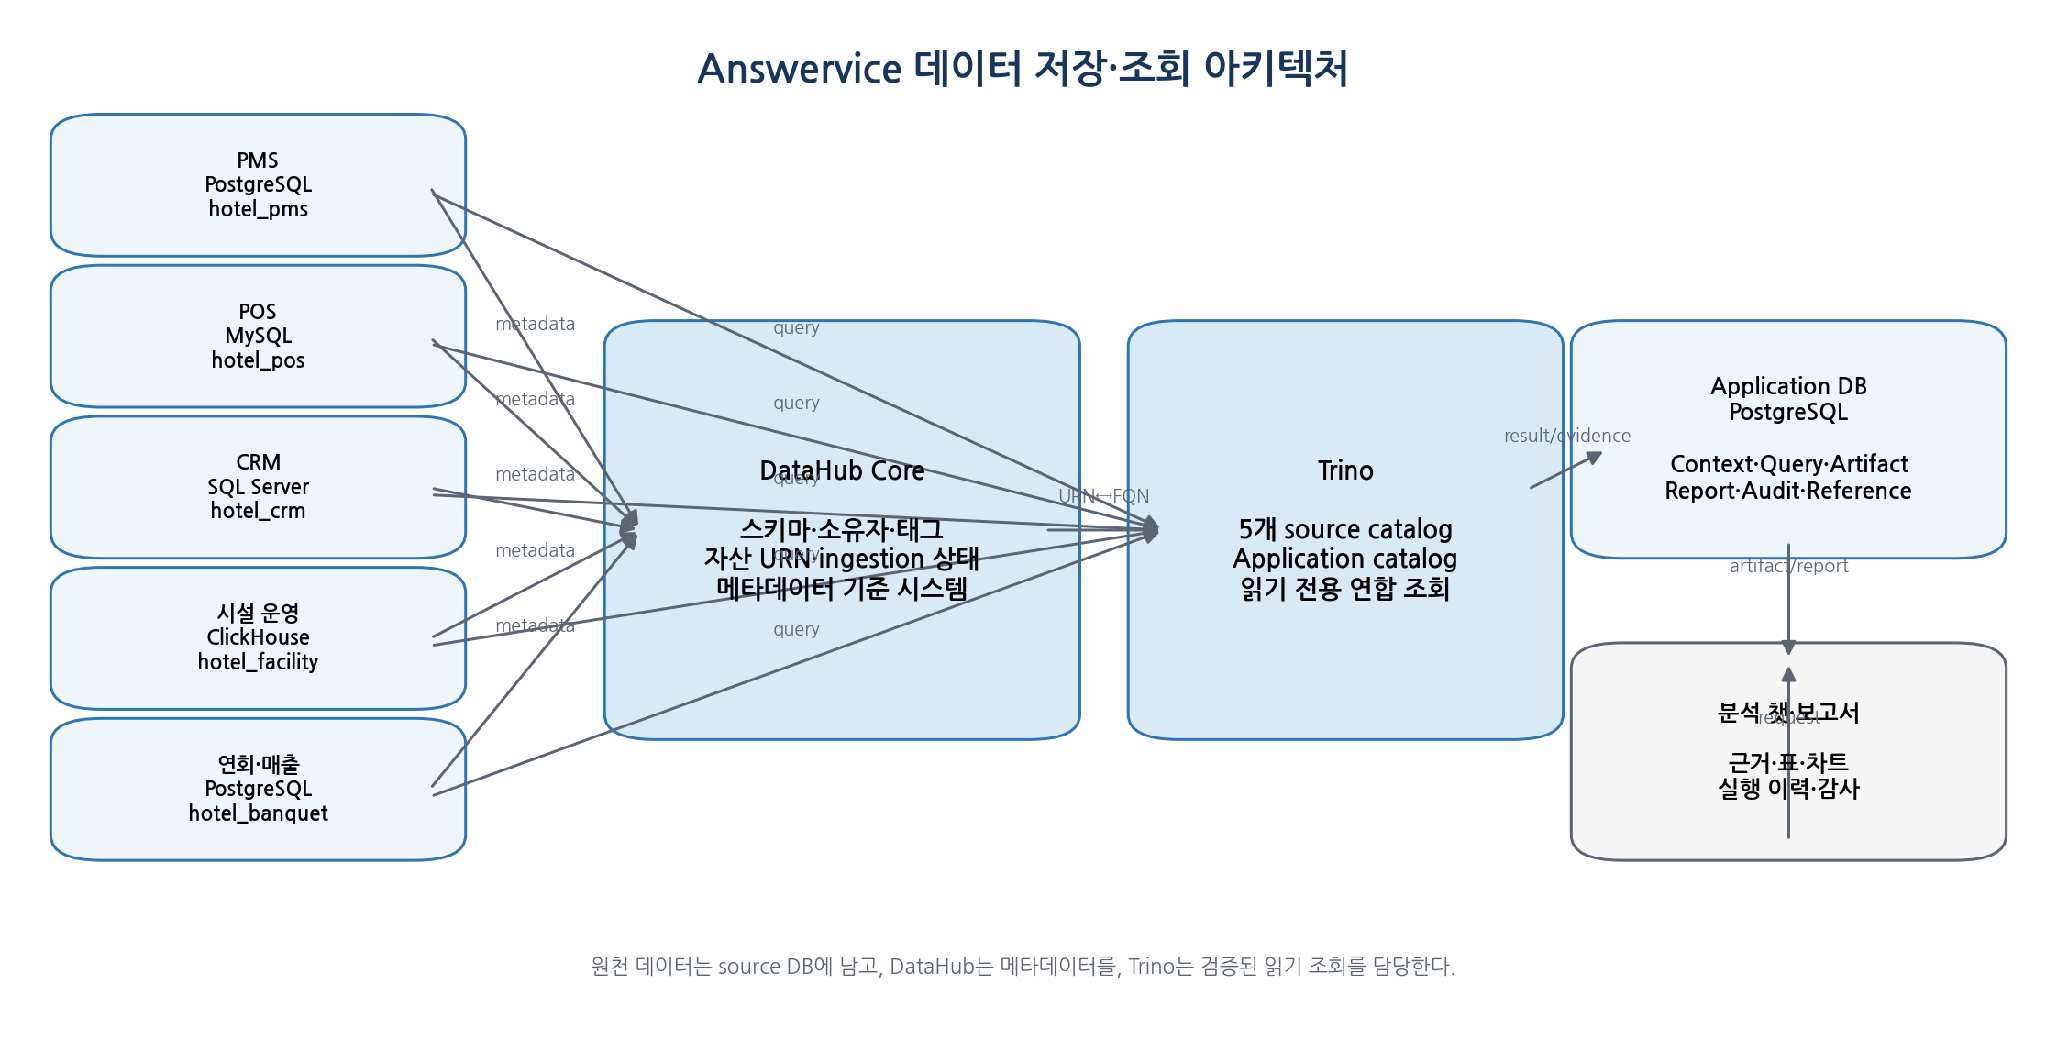 Answervice 데이터 저장·조회 아키텍처
PMS
PostgreSQL
hotel_pms
POS
MySQL
hotel_pos
CRM
SQL Server
hotel_crm
시설 운영
ClickHouse
hotel_facility
연회·매출
PostgreSQL
hotel_banquet
metadata
metadata
metadata
metadata
metadata
query
query
query
query
query
DataHub Core
스키마·소유자·태그
자산 URN·ingestion 상태
메타데이터 기준 시스템
URN↔FQN
Trino
5개 source catalog
Application catalog
읽기 전용 연합 조회
result/evidence
Application DB
PostgreSQL
Context·Query·Artifact
Report·Audit·Reference
artifact/report
분석 챗·보고서
request
근거·표·차트
실행 이력·감사
원천 데이터는 source DB에 남고, DataHub는 메타데이터를, Trino는 검증된 읽기 조회를 담당한다.